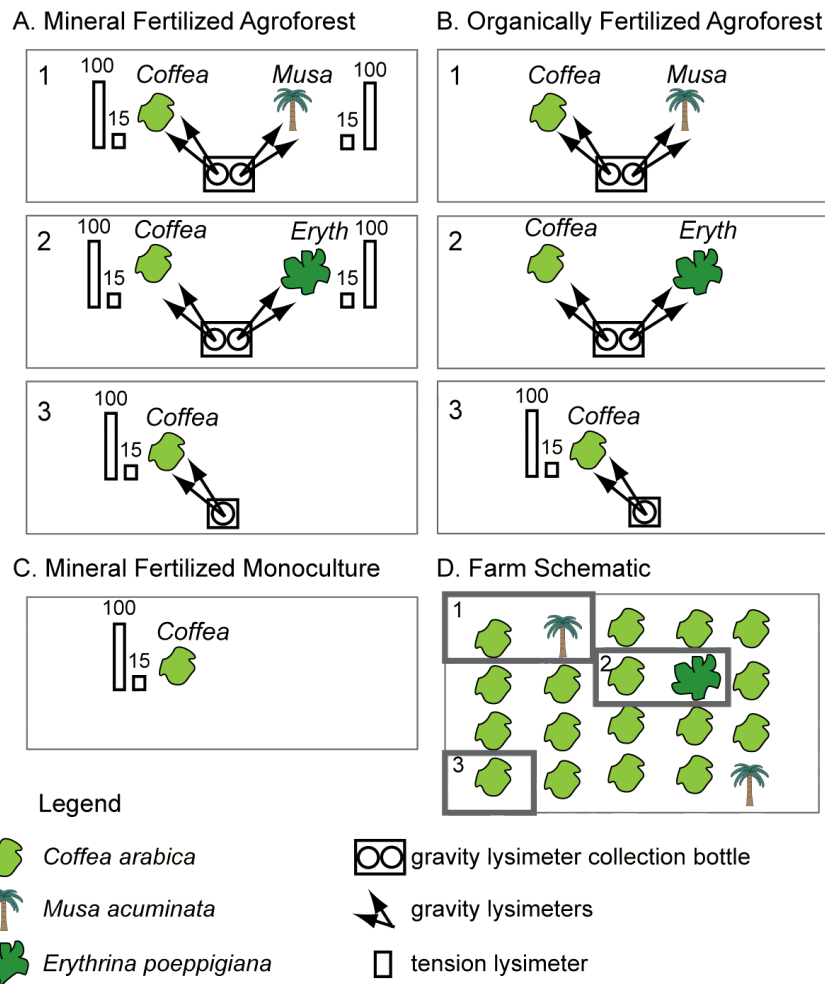 A. Mineral Fertilized Agroforest
1
100
Coffea
15
Musa
100
15
2
100
Coffea
15
Eryth
100
15
3
100
Coffea
15
B. Organically Fertilized Agroforest
1
Coffea
Musa
2
Coffea
Eryth
3
100
Coffea
15
C. Mineral Fertilized Monoculture
100
Coffea
15
D. Farm Schematic
1
2
3
Legend
Coffea arabica
Musa acuminata
Erythrina poeppigiana
gravity lysimeter collection bottle
gravity lysimeters
tension lysimeter